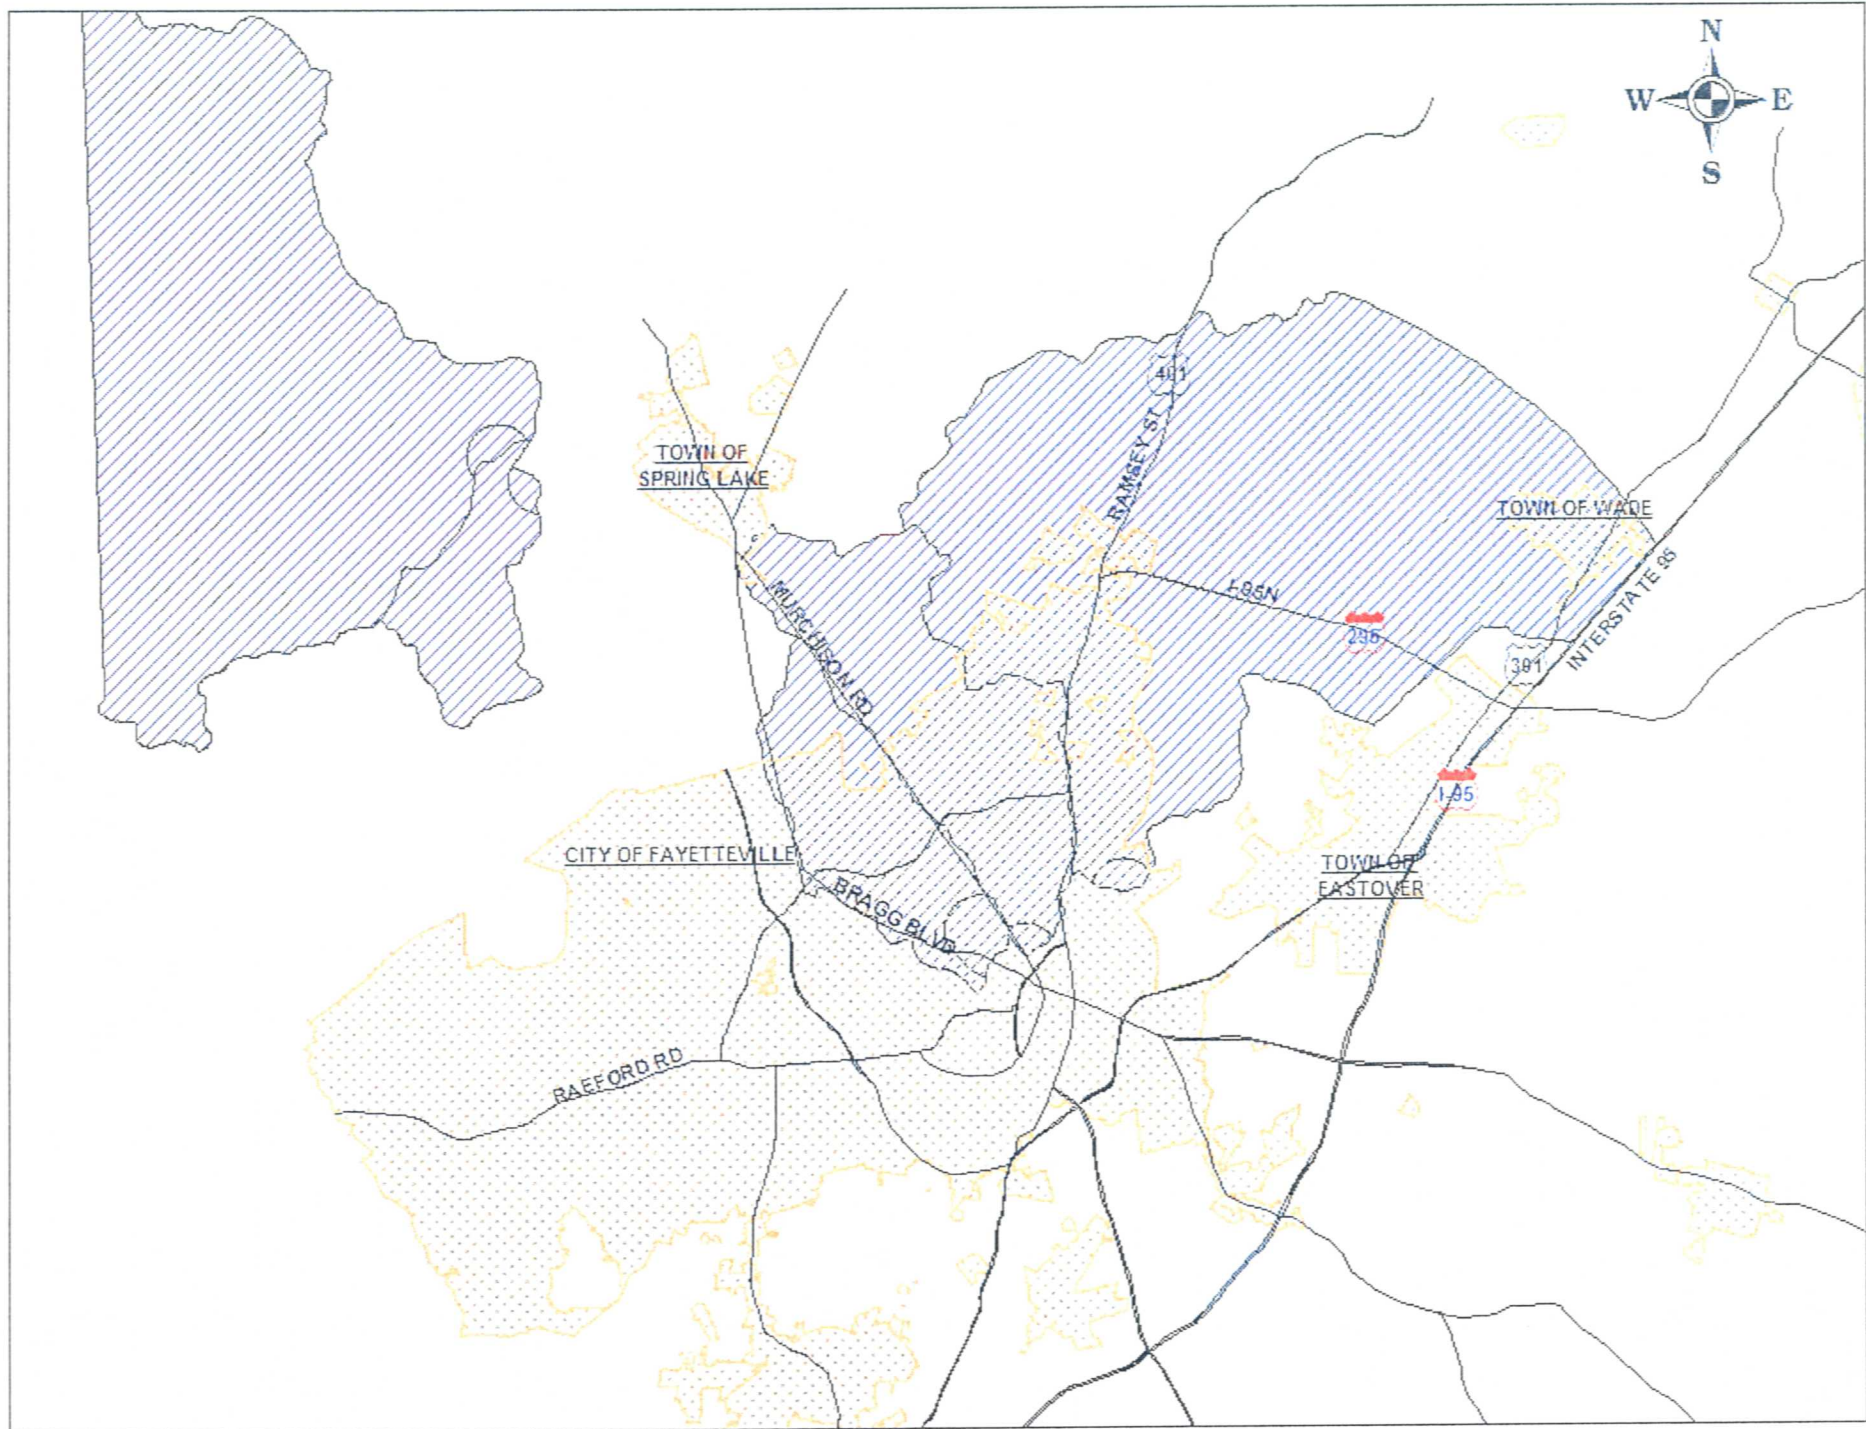 N
W E
S
401
RAMSEY ST
TOWN OF
SPRING LAKE
TOWN OF WADE
MURCHISON RD
I-95N
295
INTERSTATE 95
301
I-95
CITY OF FAYETTEVILLE
TOWN OF
EASTOVER
BRAGG BLVD
RAEFORD RD